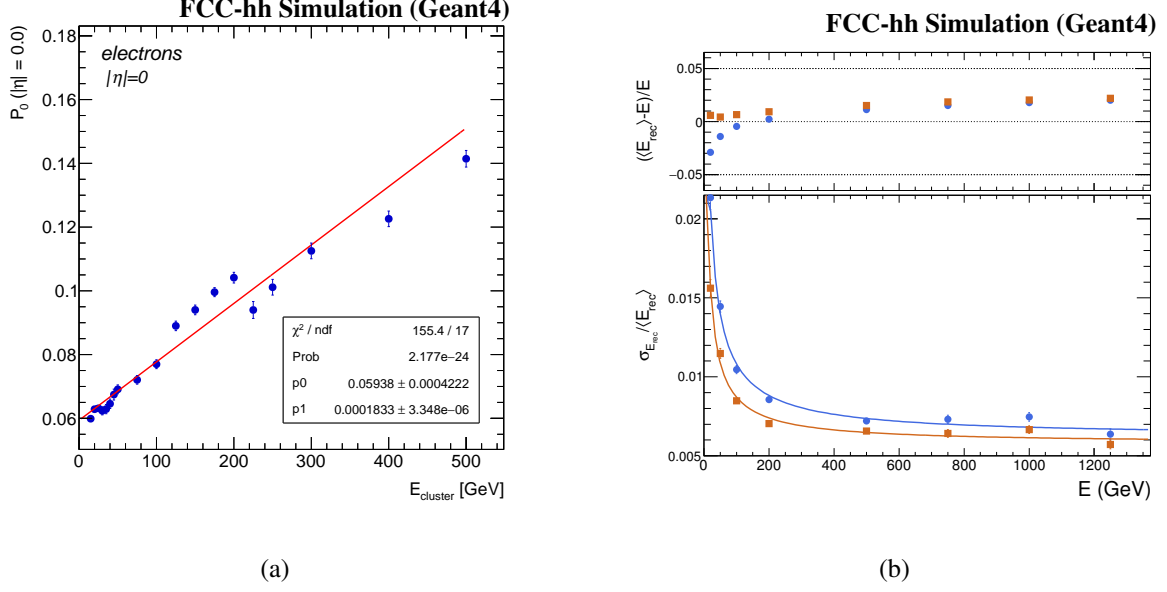 FCC-hh Simulation (Geant4)
P₀ (|η| = 0.0)
0.18
0.16
0.14
0.12
0.1
0.08
0.06
electrons
|η|=0
χ² / ndf 155.4 / 17
Prob 2.177e−24
p0 0.05938 ± 0.0004222
p1 0.0001833 ± 3.348e−06
0 100 200 300 400 500
E_cluster [GeV]
(a)
FCC-hh Simulation (Geant4)
(⟨E_rec⟩-E)/E
0.05
0
−0.05
σ_E_rec/⟨E_rec⟩
0.02
0.015
0.01
0.005
0 200 400 600 800 1000 1200
E (GeV)
(b)